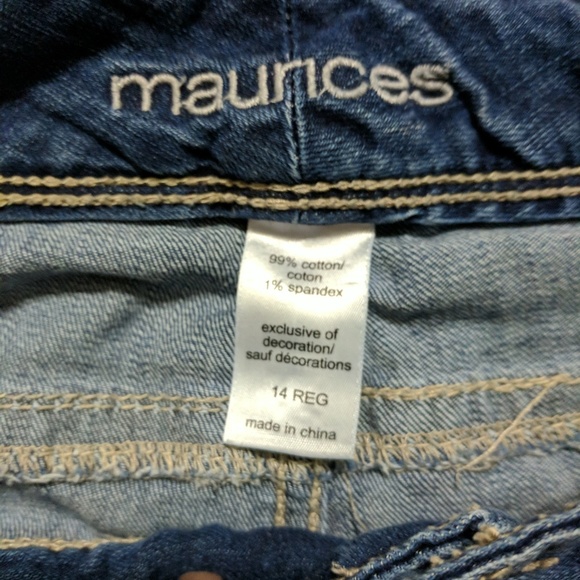 maurices
99% cotton/
coton
1% spandex
exclusive of
decoration/
sauf décorations
14 REG
made in china